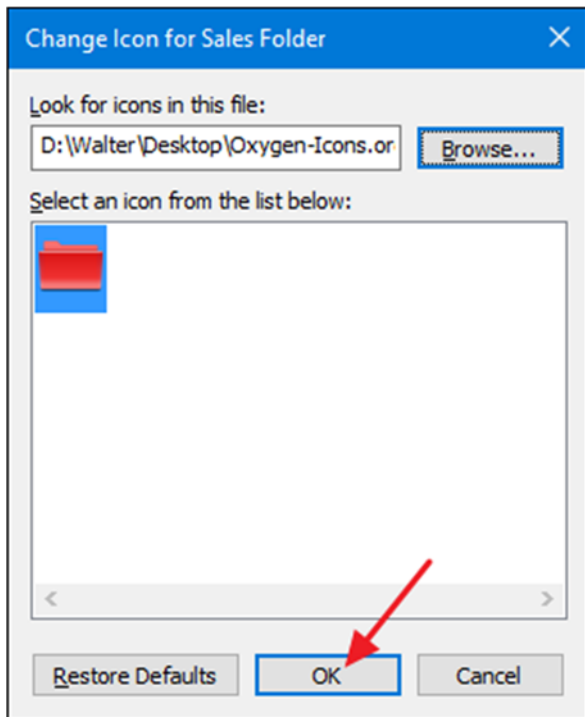 Change Icon for Sales Folder
Look for icons in this file:
D:\Walter\Desktop\Oxygen-Icons.or Browse...
Select an icon from the list below:
Restore Defaults OK Cancel